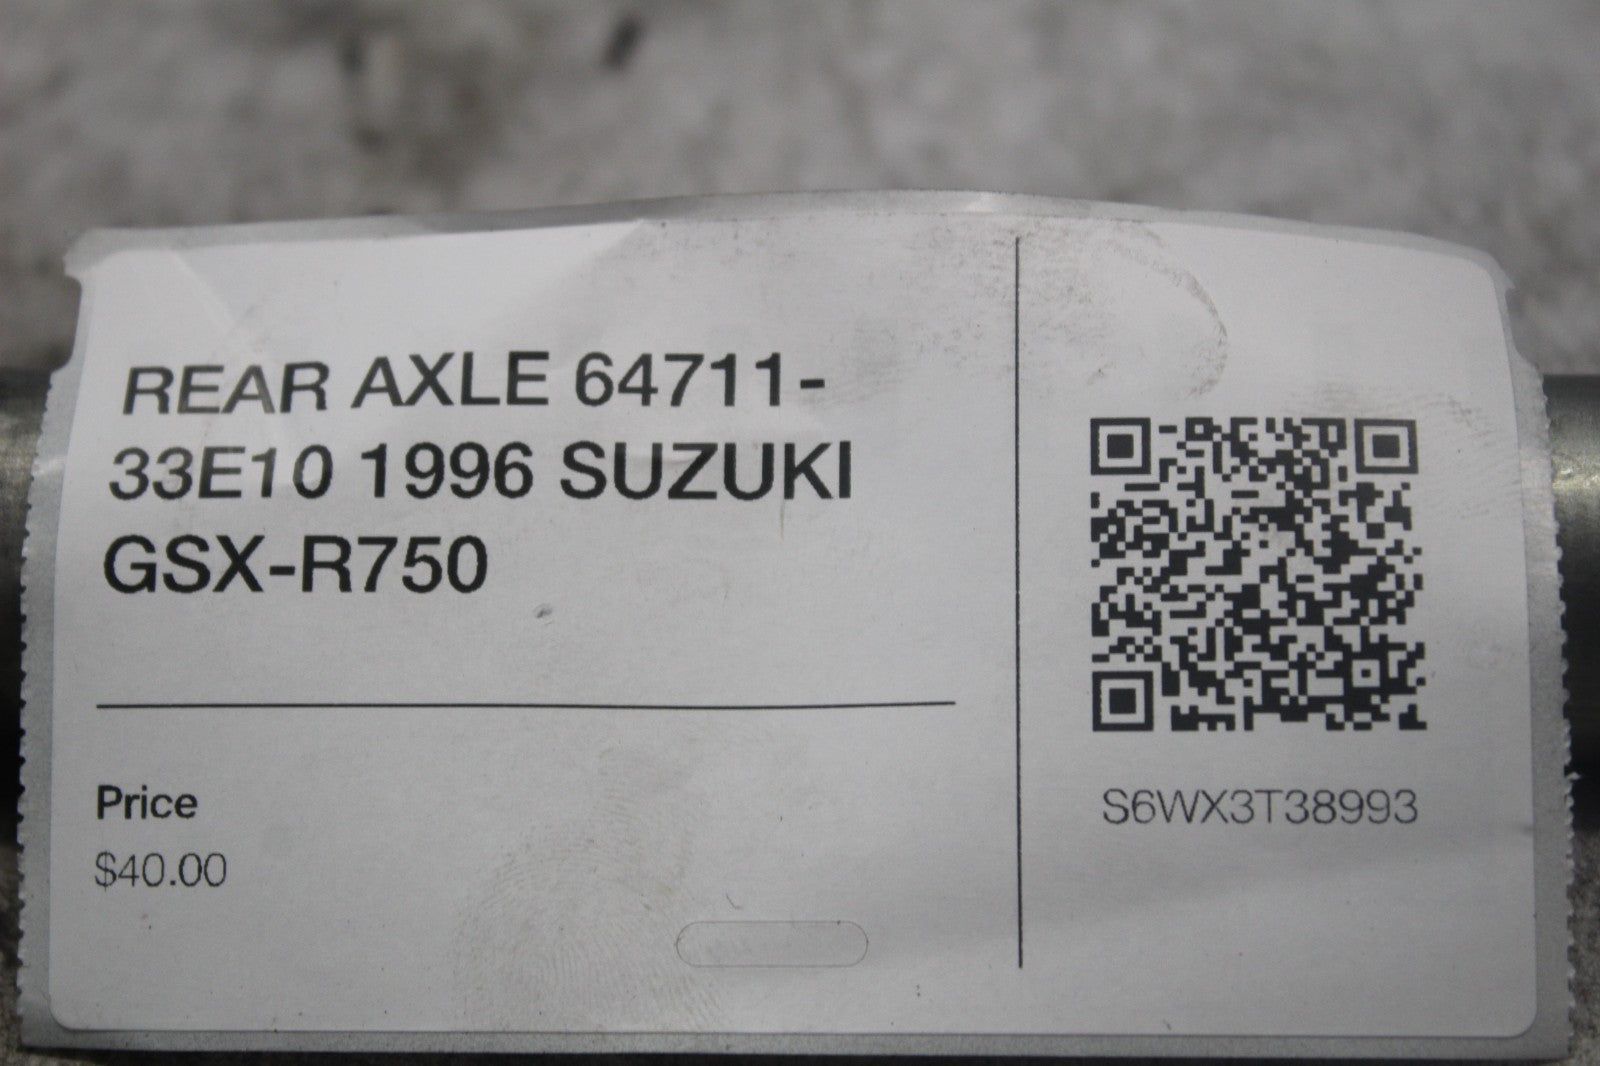 REAR AXLE 64711-
33E10 1996 SUZUKI
GSX-R750
Price
$40.00
S6WX3T38993